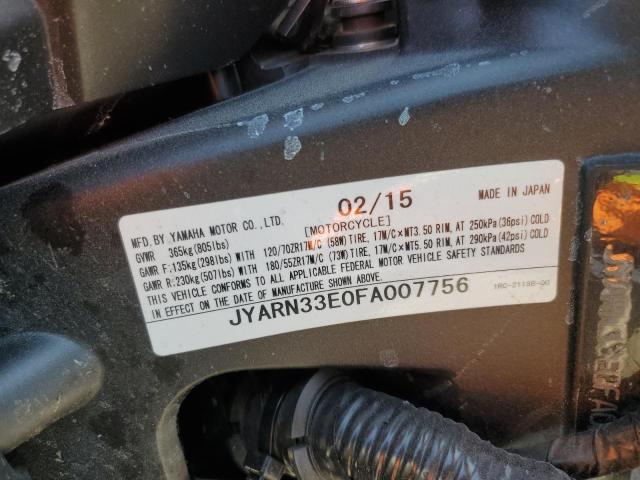 02/15 MADE IN JAPAN
MFD. BY YAMAHA MOTOR CO., LTD. [MOTORCYCLE]
GVWR 365kg(805lbs)
GAWR F:135kg(298lbs) WITH 120/70ZR17M/C (58W) TIRE, 17M/C×MT3.50 RIM, AT 250kPa(36psi) COLD
GAWR R:230kg(507lbs) WITH 180/55ZR17M/C (73W) TIRE, 17M/C×MT5.50 RIM, AT 290kPa(42psi) COLD
THIS VEHICLE CONFORMS TO ALL APPLICABLE FEDERAL MOTOR VEHICLE SAFETY STANDARDS
IN EFFECT ON THE DATE OF MANUFACTURE SHOWN ABOVE.
JYARN33E0FA007756 1RC-2118B-00